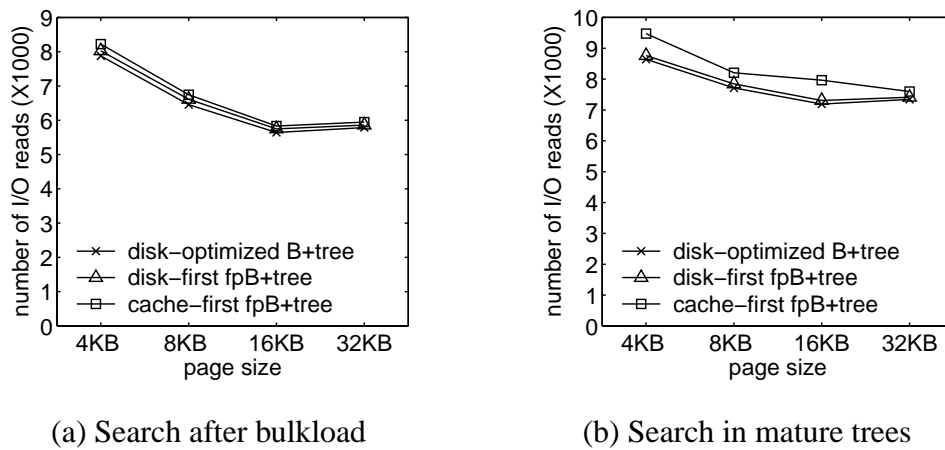 number of I/O reads (X1000)
9
8
7
6
5
4
3
2
1
0
disk−optimized B+tree
disk−first fpB+tree
cache−first fpB+tree
4KB 8KB 16KB 32KB
page size
(a) Search after bulkload
number of I/O reads (X1000)
10
9
8
7
6
5
4
3
2
1
0
disk−optimized B+tree
disk−first fpB+tree
cache−first fpB+tree
4KB 8KB 16KB 32KB
page size
(b) Search in mature trees